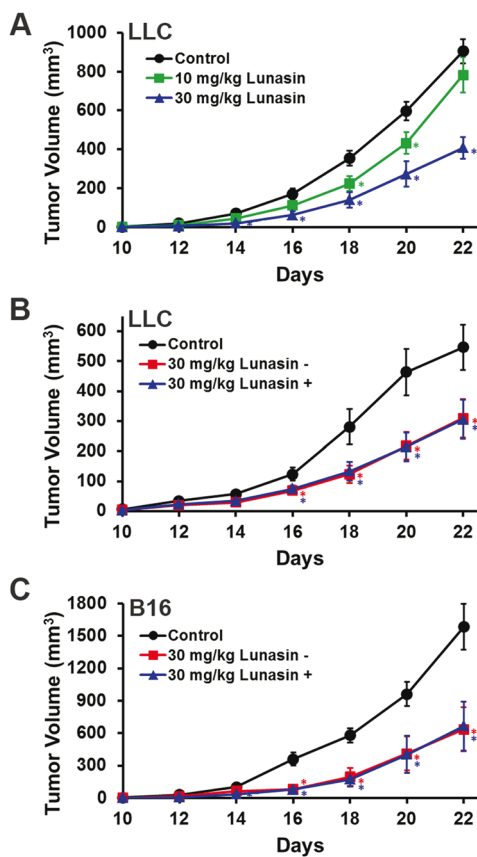 A
LLC
Control
10 mg/kg Lunasin
30 mg/kg Lunasin
Tumor Volume (mm³)
1000
800
600
400
200
0
*
*
*
*
*
*
*
10 12 14 16 18 20 22
Days
B
LLC
Control
30 mg/kg Lunasin -
30 mg/kg Lunasin +
Tumor Volume (mm³)
600
500
400
300
200
100
0
*
*
*
*
*
*
*
*
10 12 14 16 18 20 22
Days
C
B16
Control
30 mg/kg Lunasin -
30 mg/kg Lunasin +
Tumor Volume (mm³)
1800
1500
1200
900
600
300
0
*
*
*
*
*
*
*
*
*
10 12 14 16 18 20 22
Days